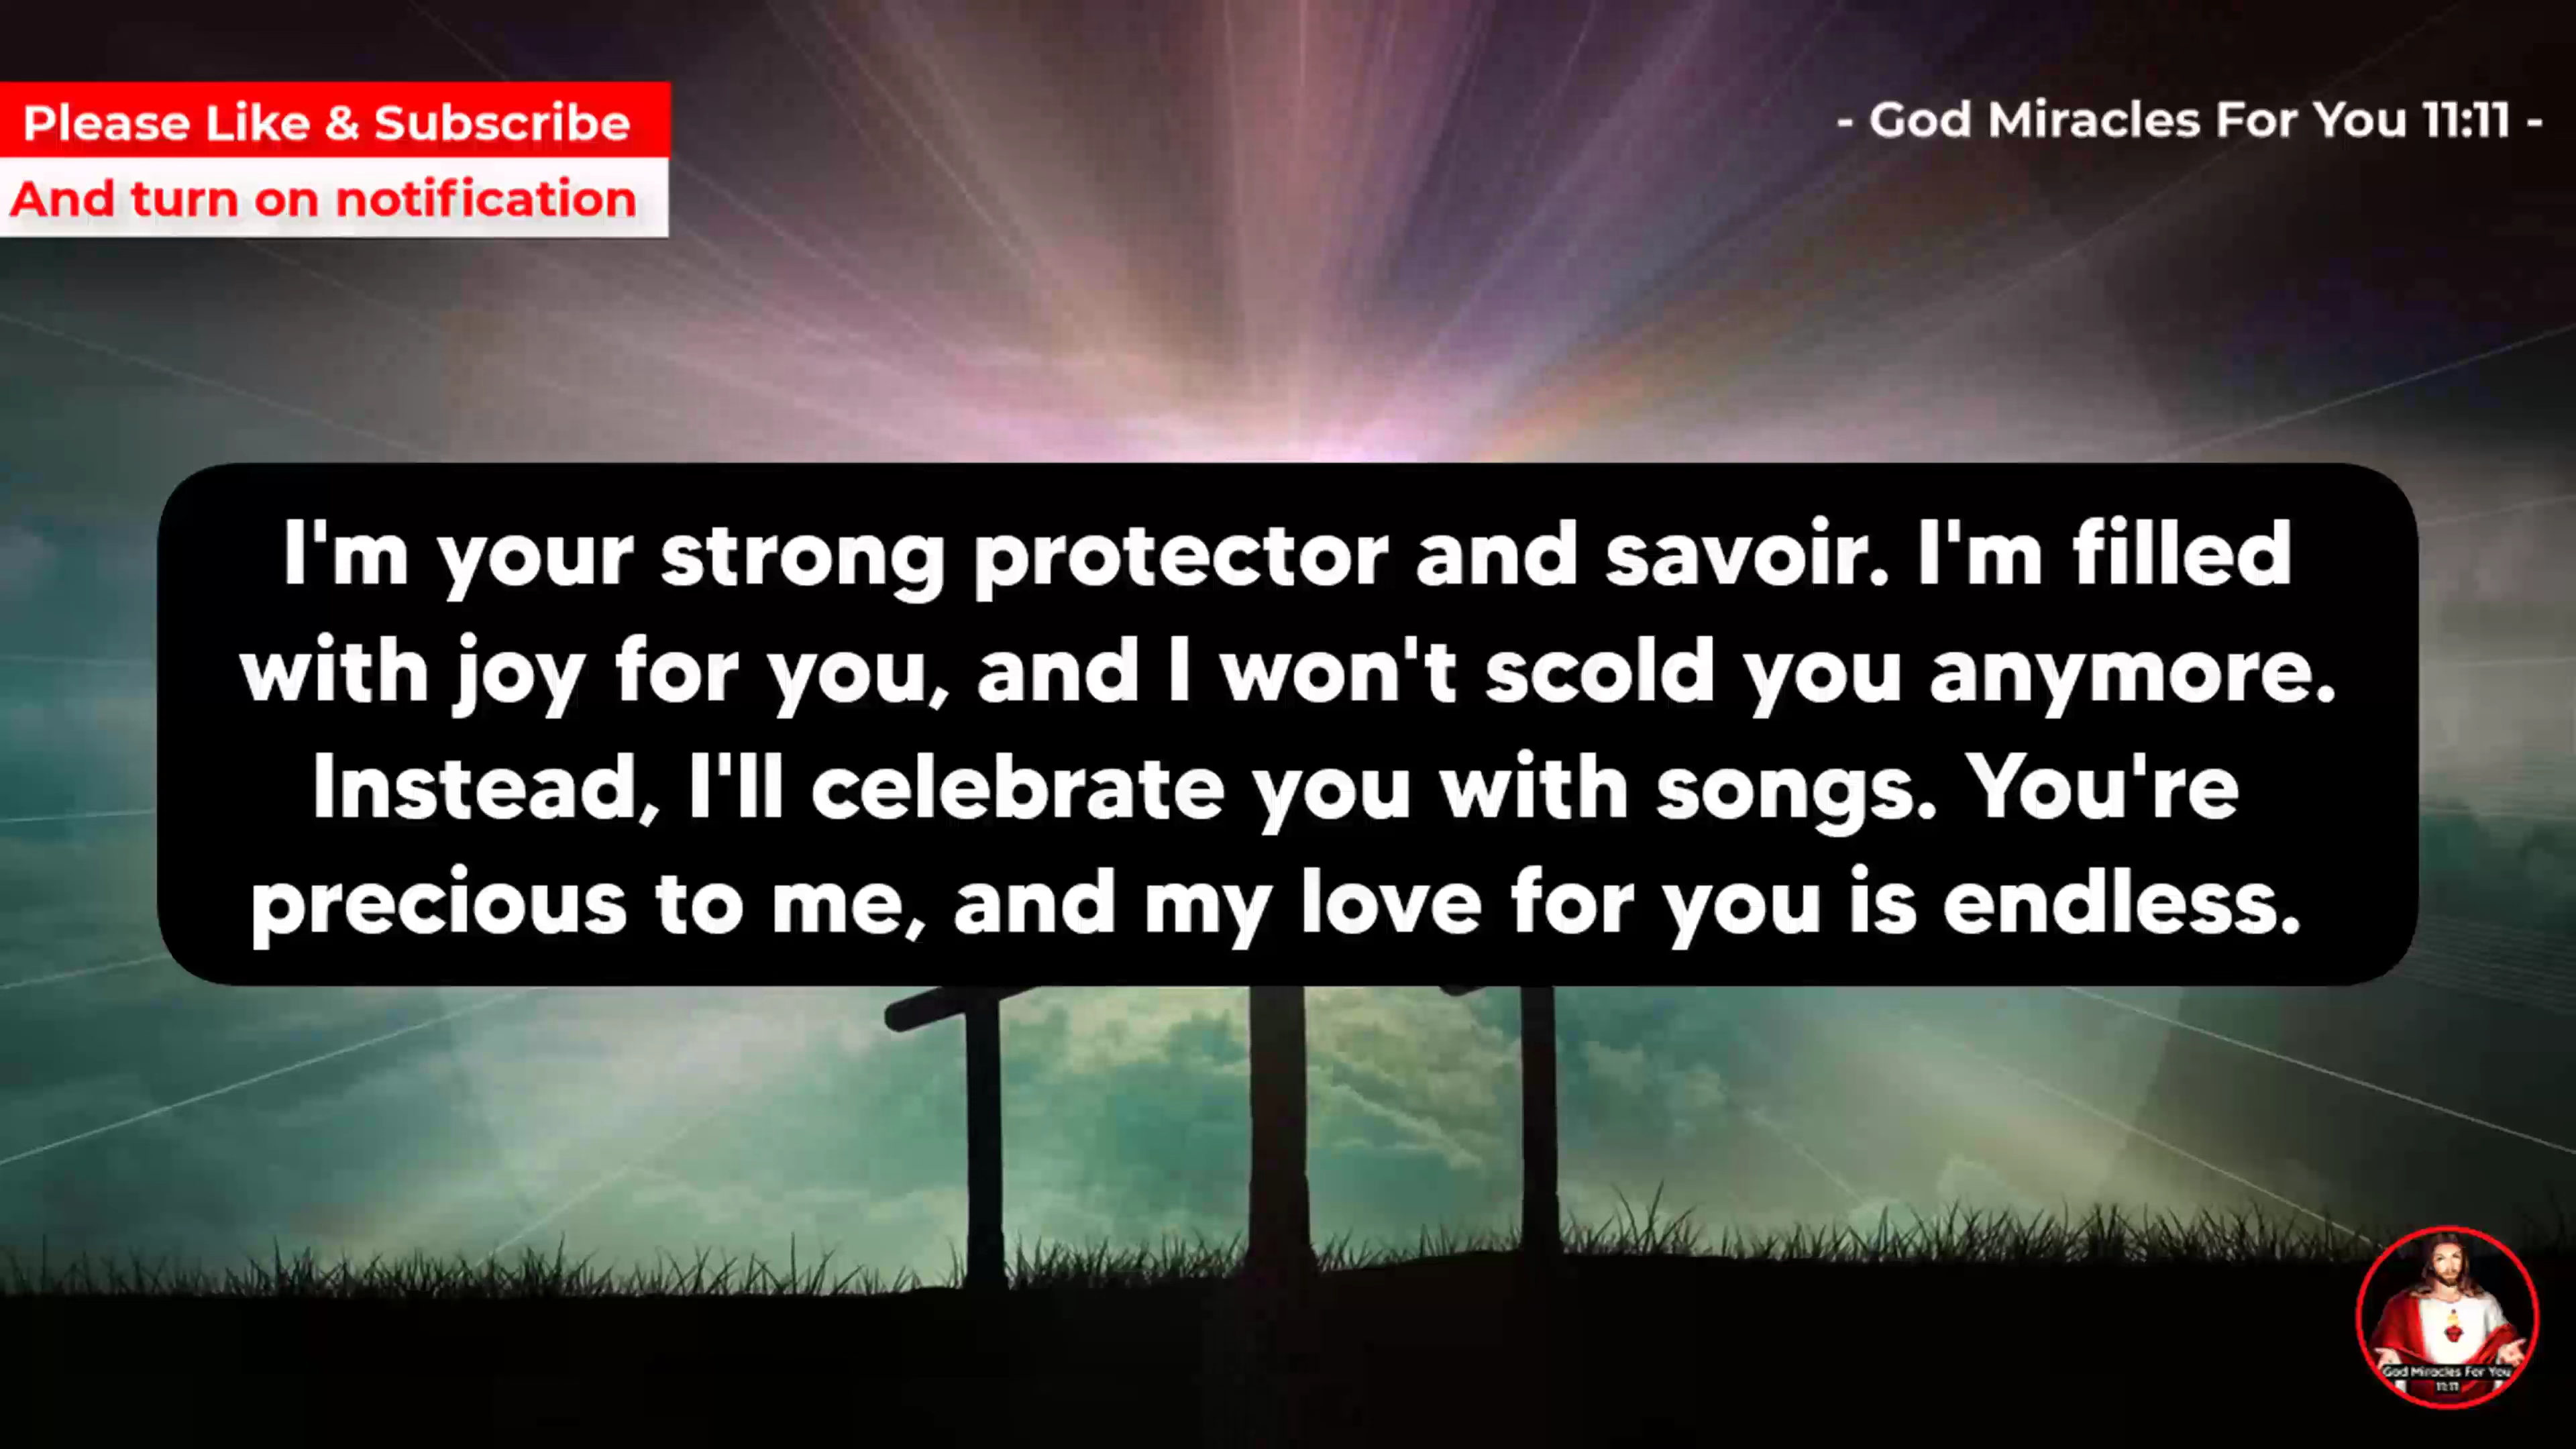 Please Like & Subscribe
And turn on notification
- God Miracles For You 11:11 -
I'm your strong protector and savoir. I'm filled
with joy for you, and I won't scold you anymore.
Instead, I'll celebrate you with songs. You're
precious to me, and my love for you is endless.
God Miracles For You
11:11